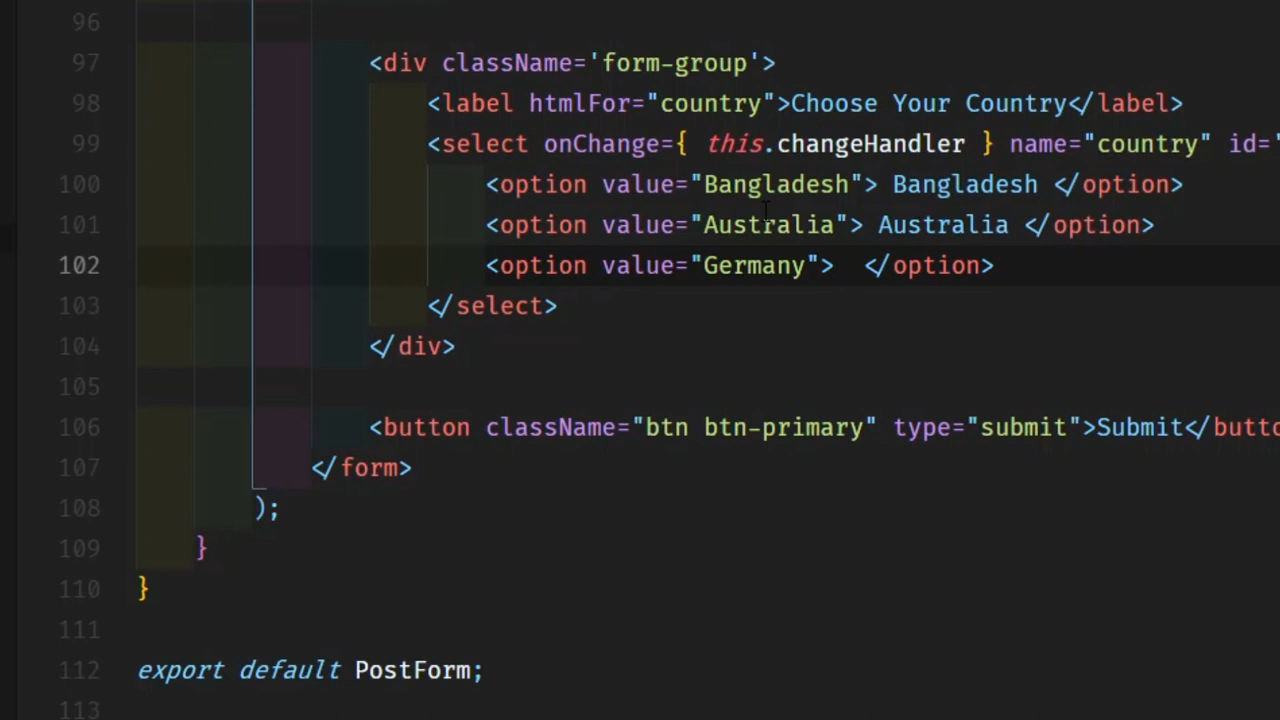 96
97 <div className='form-group'>
98 <label htmlFor="country">Choose Your Country</label>
99 <select onChange={ this.changeHandler } name="country" id='
100 <option value="Bangladesh"> Bangladesh </option>
101 <option value="Australia"> Australia </option>
102 <option value="Germany">  </option>
103 </select>
104 </div>
105
106 <button className="btn btn-primary" type="submit">Submit</butto
107 </form>
108 );
109 }
110 }
111
112 export default PostForm;
113